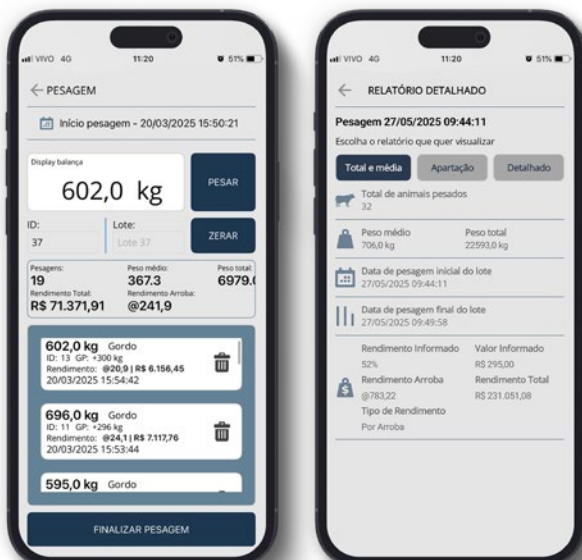 VIVO 4G 11:20 51%
PESAGEM
Início pesagem - 20/03/2025 15:50:21
Display balança
602,0 kg
PESAR
ID: Lote:
37 Lote 37
ZERAR
Pesagens: Peso médio: Peso total:
19 367.3 6979.0
Rendimento Total: Rendimento Arroba:
R$ 71.371,91 @241,9
602,0 kg Gordo
ID: 13 GP: +300 kg
Rendimento: @20,9 | R$ 6.156,45
20/03/2025 15:54:42
696,0 kg Gordo
ID: 11 GP: +296 kg
Rendimento: @24,1 | R$ 7.117,76
20/03/2025 15:53:44
595,0 kg Gordo
FINALIZAR PESAGEM
VIVO 4G 11:20 51%
RELATÓRIO DETALHADO
Pesagem 27/05/2025 09:44:11
Escolha o relatório que quer visualizar
Total e média Apartação Detalhado
Total de animais pesados
32
Peso médio Peso total
706,0 kg 22593,0 kg
Data de pesagem inicial do lote
27/05/2025 09:44:11
Data de pesagem final do lote
27/05/2025 09:49:58
Rendimento Informado Valor Informado
52% R$ 295,00
Rendimento Arroba Rendimento Total
@783,22 R$ 231.051,08
Tipo de Rendimento
Por Arroba